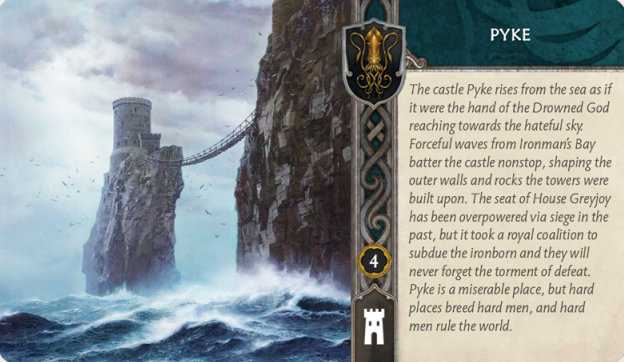 PYKE
The castle Pyke rises from the sea as if
it were the hand of the Drowned God
reaching towards the hateful sky.
Forceful waves from Ironman's Bay
batter the castle nonstop, shaping the
outer walls and rocks the towers were
built upon. The seat of House Greyjoy
has been overpowered via siege in the
past, but it took a royal coalition to
subdue the ironborn and they will
never forget the torment of defeat.
Pyke is a miserable place, but hard
places breed hard men, and hard
men rule the world.
4